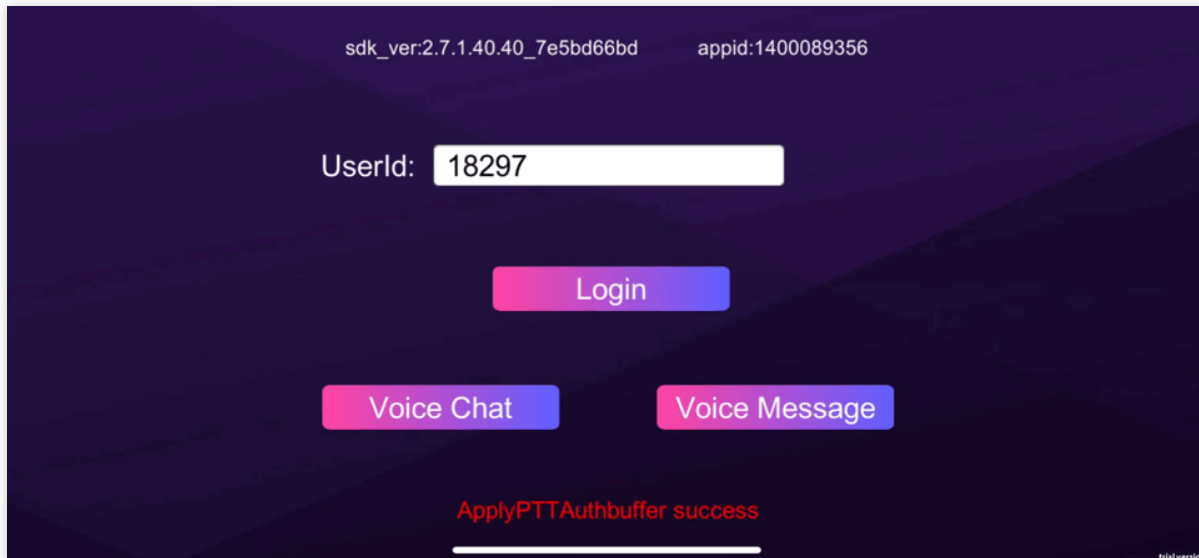 sdk_ver:2.7.1.40.40_7e5bd66bd appid:1400089356
UserId: 18297
Login
Voice Chat Voice Message
ApplyPTTAuthbuffer success